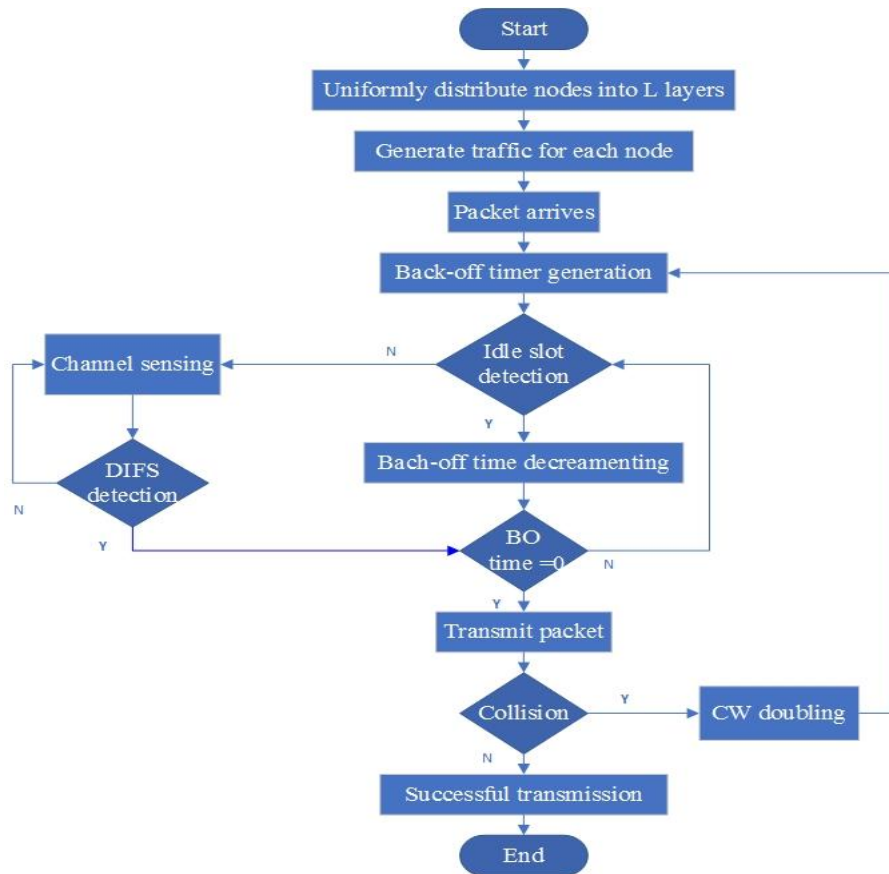 Start
Uniformly distribute nodes into L layers
Generate traffic for each node
Packet arrives
Back-off timer generation
Idle slot
detection
N
Channel sensing
Y
Bach-off time decreamenting
DIFS
detection
N
Y
BO
time =0
N
Y
Transmit packet
Collision
Y
CW doubling
N
Successful transmission
End